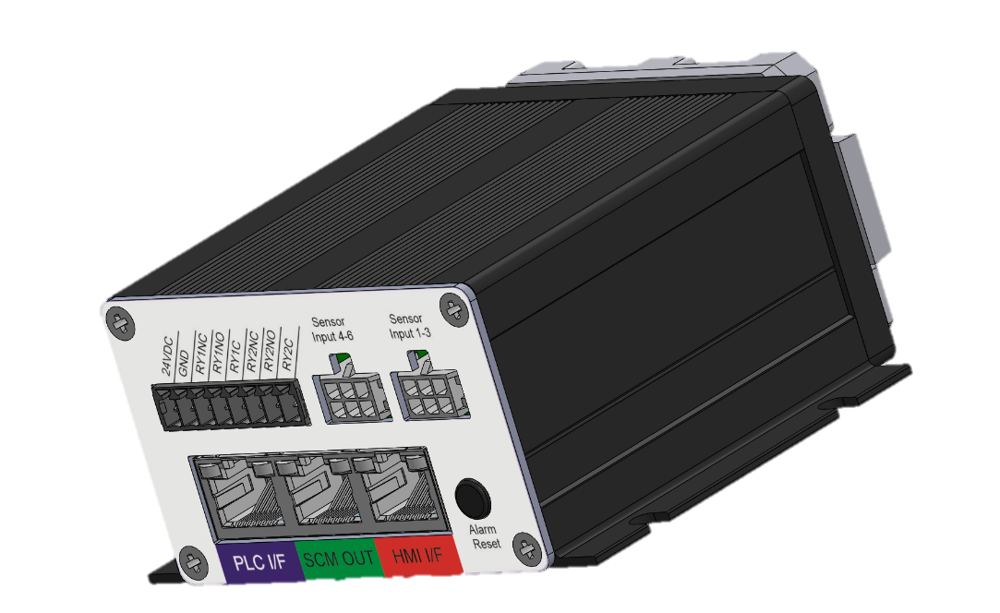 24VDC
GND
RY1NC
RY1NO
RY1C
RY2NC
RY2NO
RY2C
Sensor
Input 4-6
Sensor
Input 1-3
Alarm
Reset
PLC I/F
SCM OUT
HMI I/F